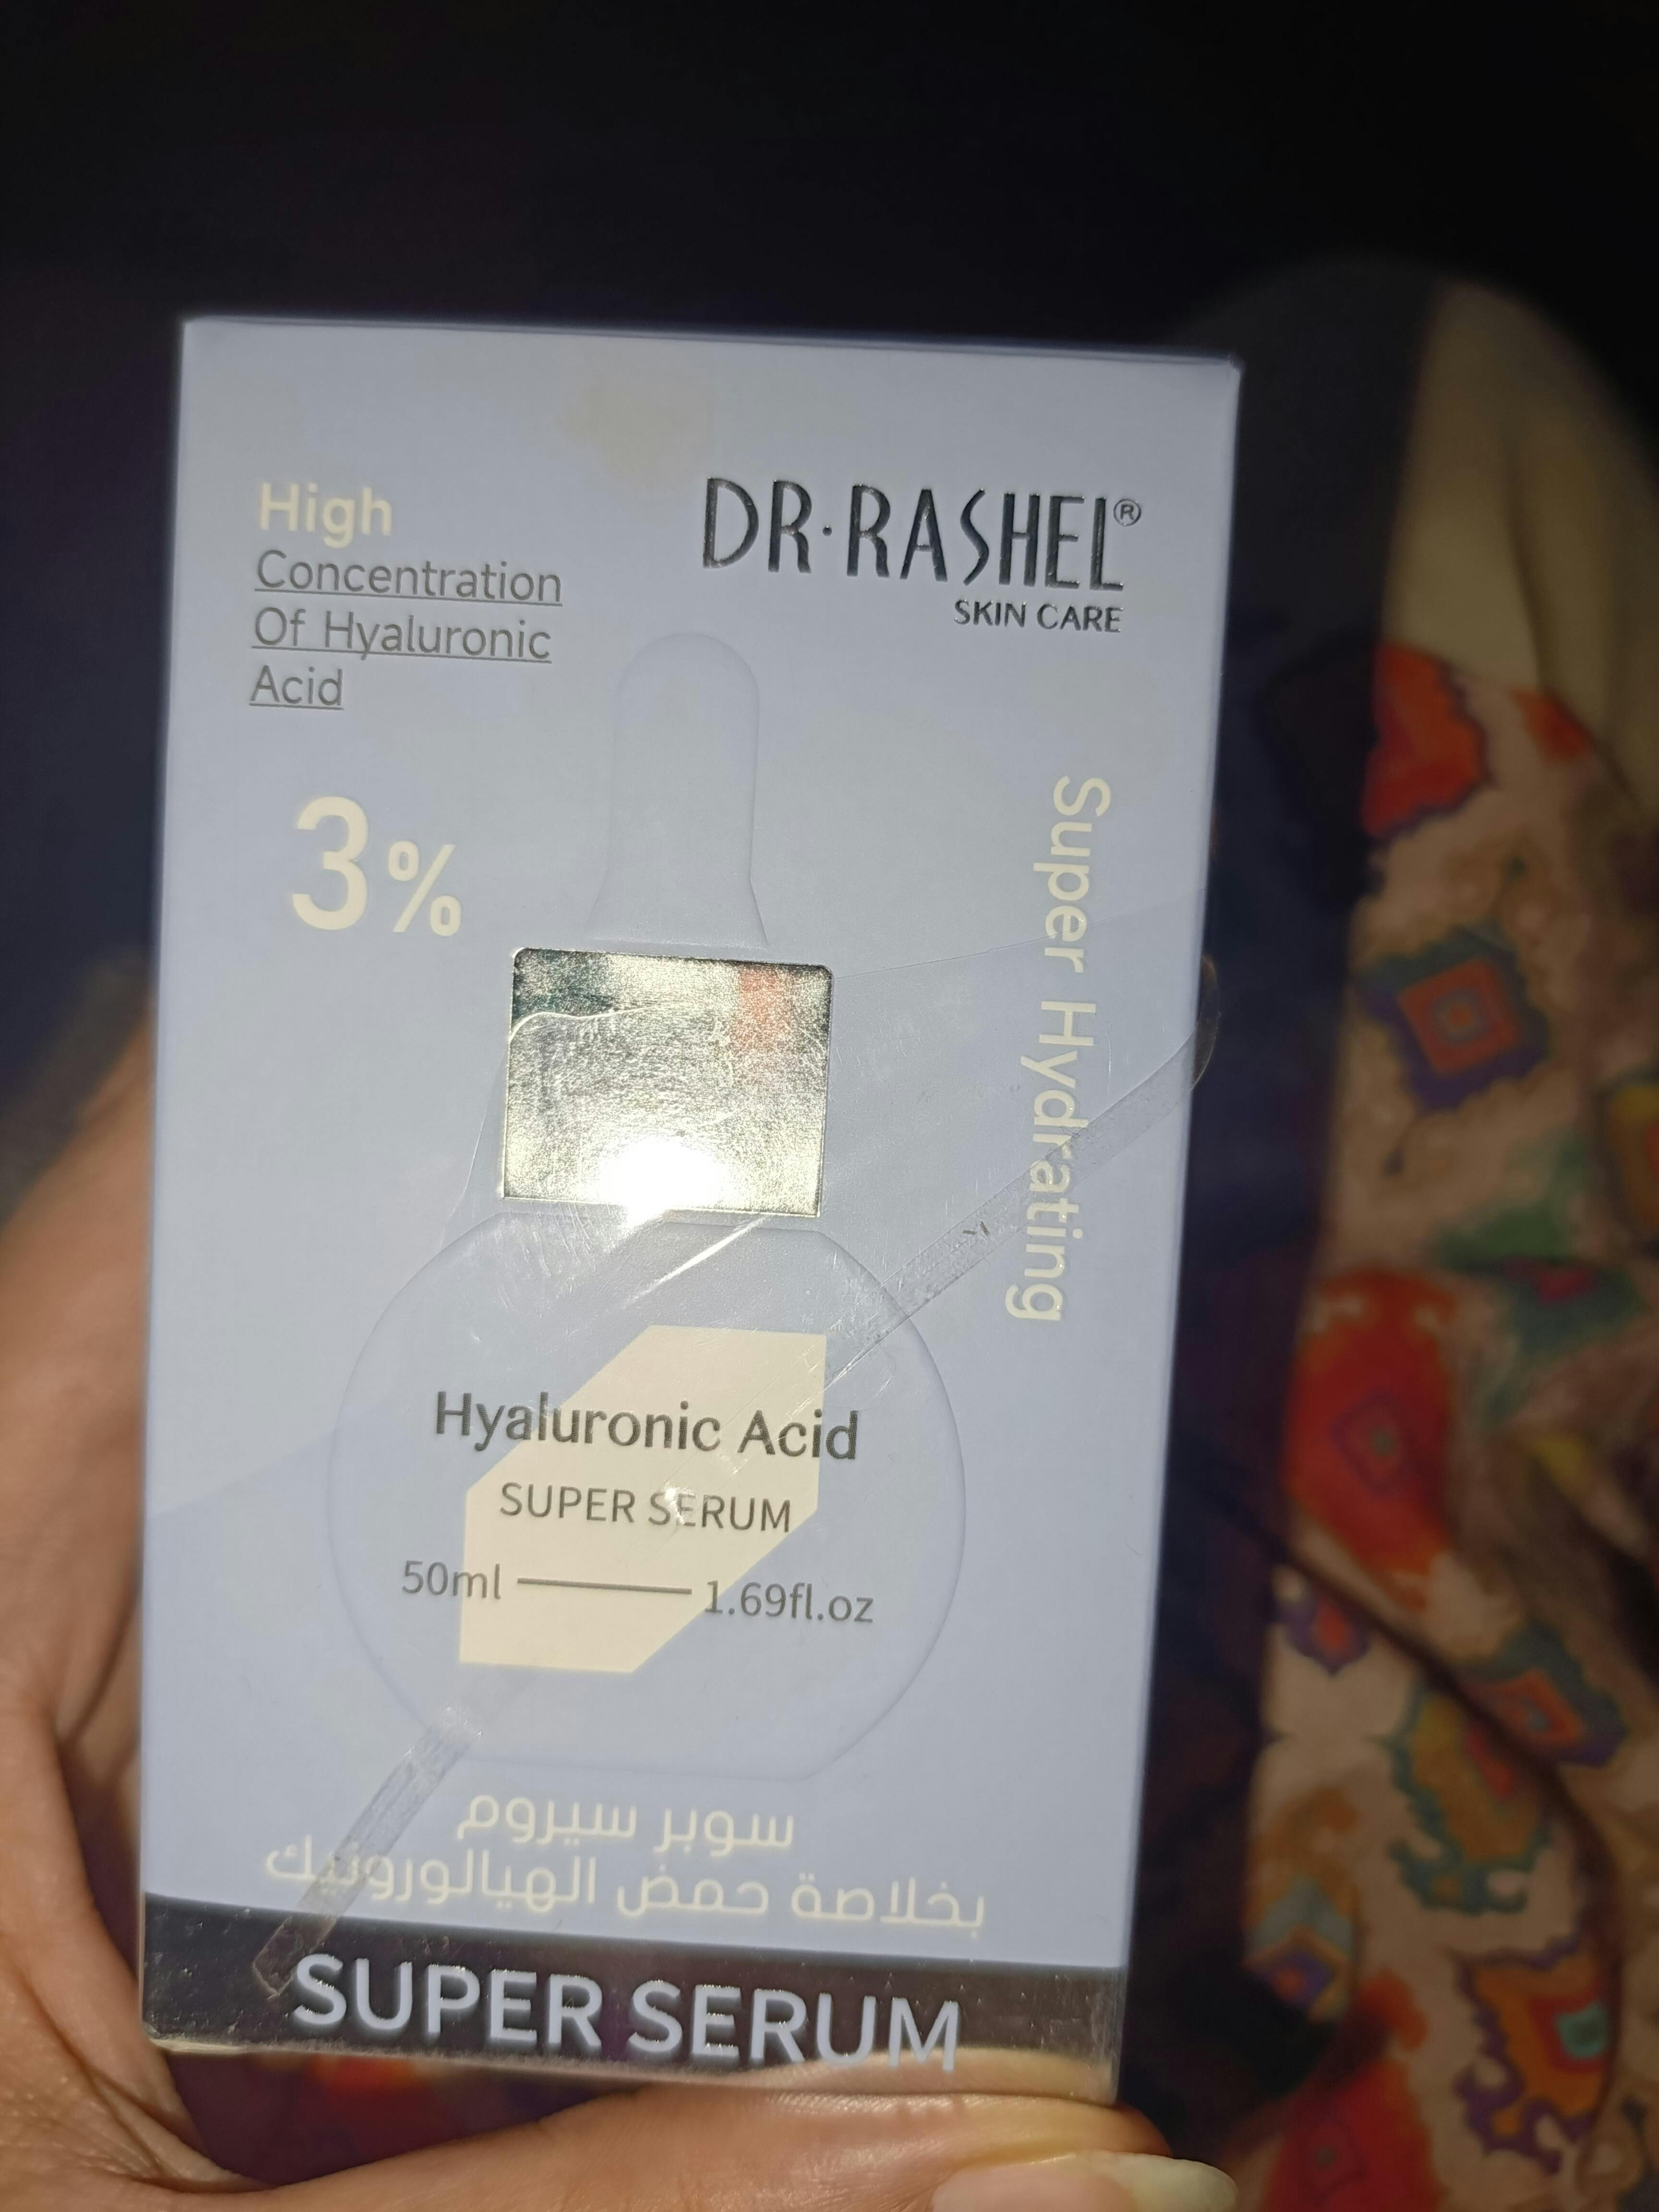 High
Concentration
Of Hyaluronic
Acid
3%
DR·RASHEL®
SKIN CARE
Super Hydrating
Hyaluronic Acid
SUPER SERUM
50ml — 1.69fl.oz
سوبر سيروم
بخلاصة حمض الهيالورونيك
SUPER SERUM